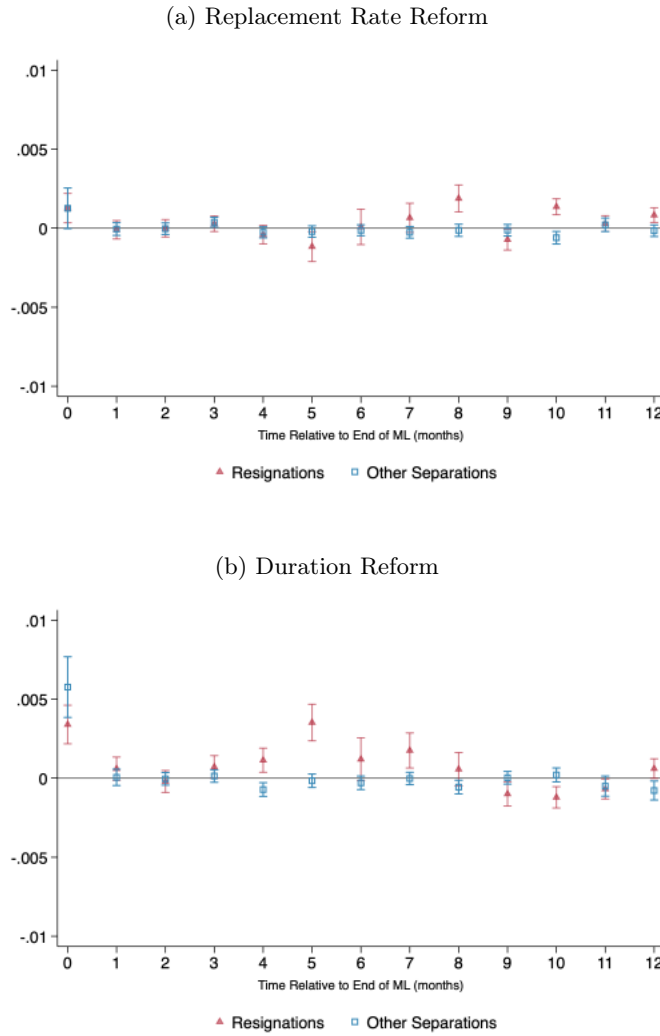 (a) Replacement Rate Reform
.01
.005
0
-.005
-.01
0 1 2 3 4 5 6 7 8 9 10 11 12
Time Relative to End of ML (months)
Resignations Other Separations
(b) Duration Reform
.01
.005
0
-.005
-.01
0 1 2 3 4 5 6 7 8 9 10 11 12
Time Relative to End of ML (months)
Resignations Other Separations